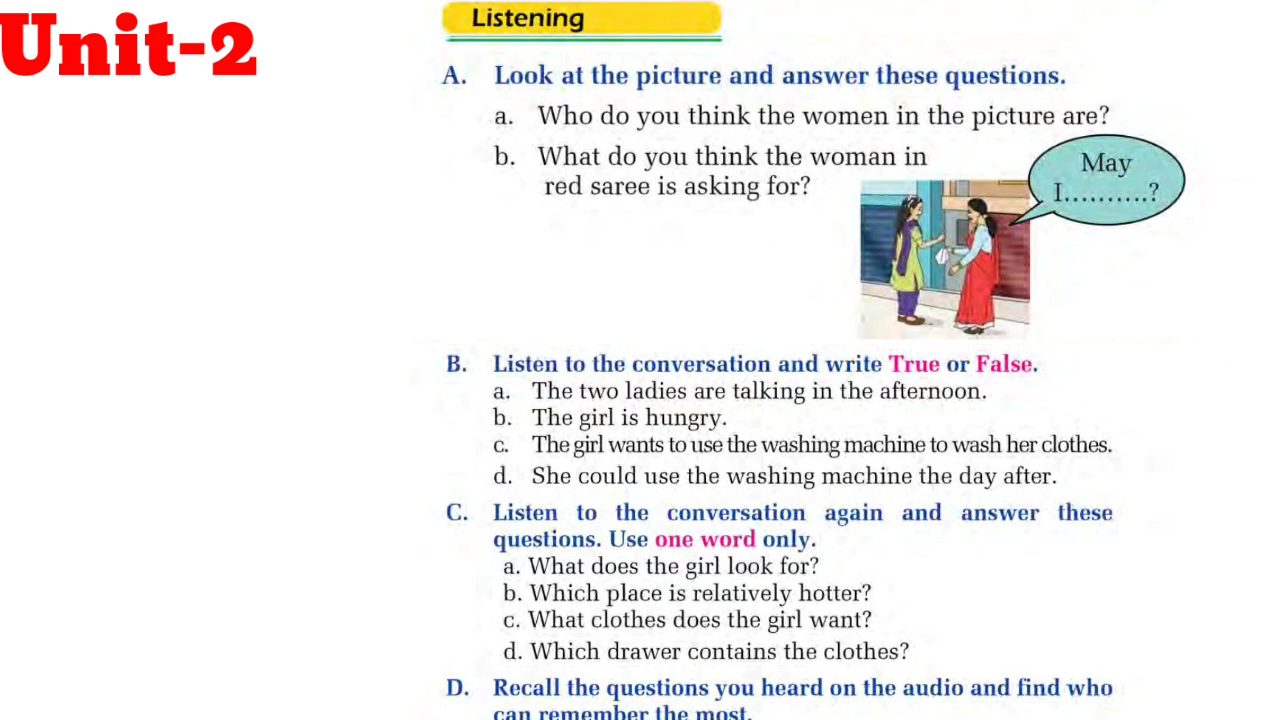 Unit-2
Listening
A. Look at the picture and answer these questions.
a. Who do you think the women in the picture are?
b. What do you think the woman in
red saree is asking for?
May
I..........?
B. Listen to the conversation and write True or False.
a. The two ladies are talking in the afternoon.
b. The girl is hungry.
c. The girl wants to use the washing machine to wash her clothes.
d. She could use the washing machine the day after.
C. Listen to the conversation again and answer these
questions. Use one word only.
a. What does the girl look for?
b. Which place is relatively hotter?
c. What clothes does the girl want?
d. Which drawer contains the clothes?
D. Recall the questions you heard on the audio and find who
can remember the most.